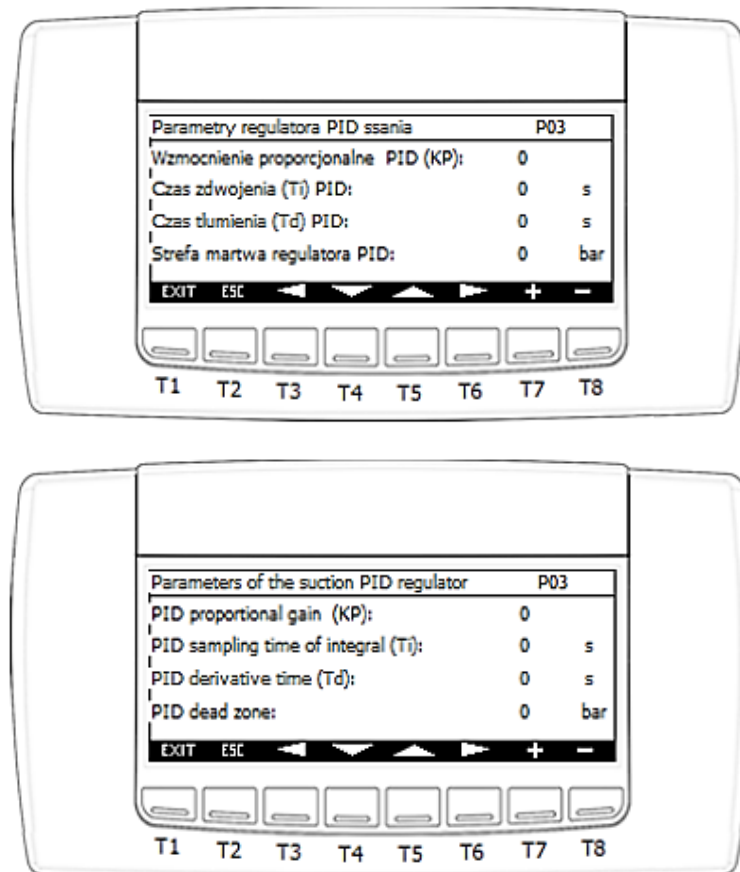 Parametry regulatora PID ssania P03
Wzmocnienie proporcjonalne PID (KP): 0
Czas zdwojenia (Ti) PID: 0 s
Czas tlumienia (Td) PID: 0 s
Strefa martwa regulatora PID: 0 bar
EXIT ESC + −
T1 T2 T3 T4 T5 T6 T7 T8
Parameters of the suction PID regulator P03
PID proportional gain (KP): 0
PID sampling time of integral (Ti): 0 s
PID derivative time (Td): 0 s
PID dead zone: 0 bar
EXIT ESC + −
T1 T2 T3 T4 T5 T6 T7 T8